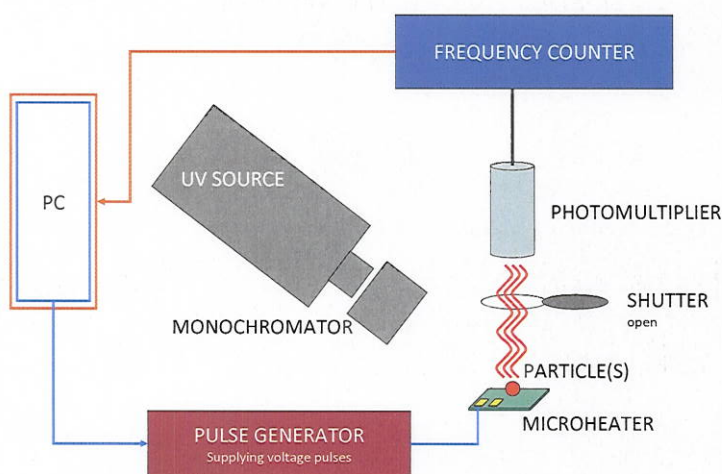 FREQUENCY COUNTER
UV SOURCE
PC
PHOTOMULTIPLIER
SHUTTER
open
MONOCHROMATOR
PARTICLE(S)
MICROHEATER
PULSE GENERATOR
Supplying voltage pulses